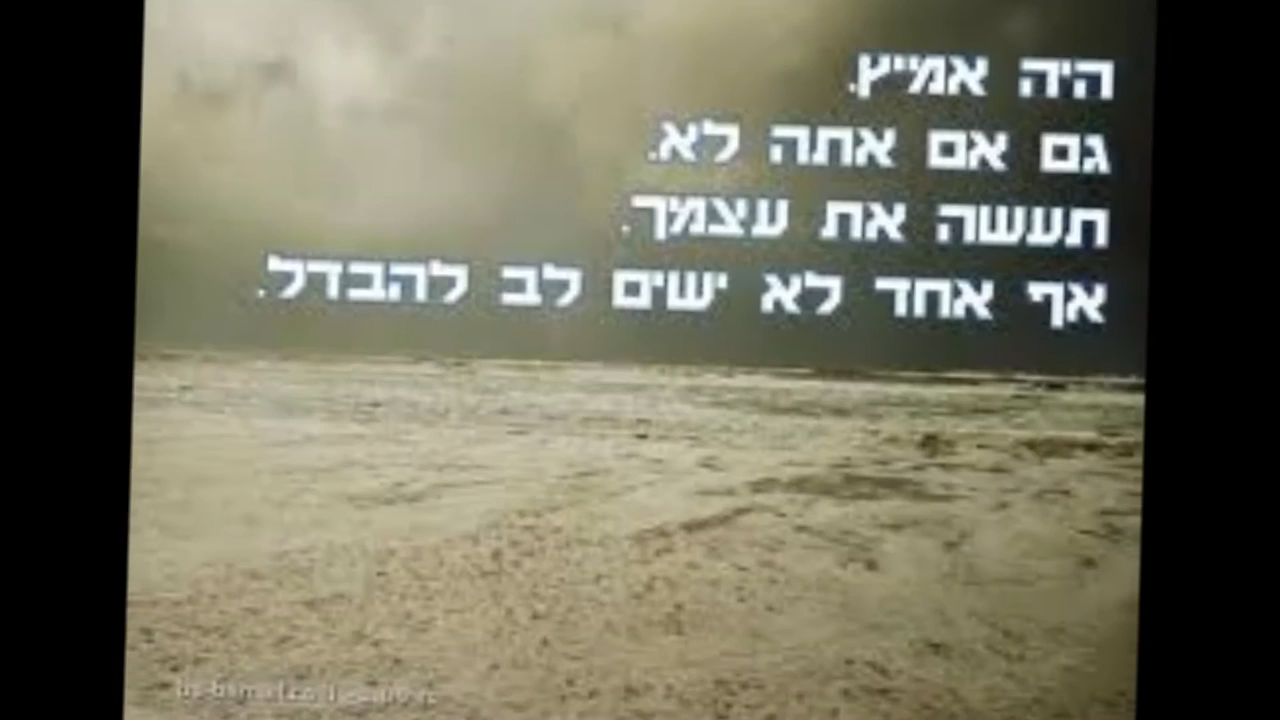 היה אמיץ.
גם אם אתה לא.
תעשה את עצמך.
אף אחד לא ישים לב להבדל.